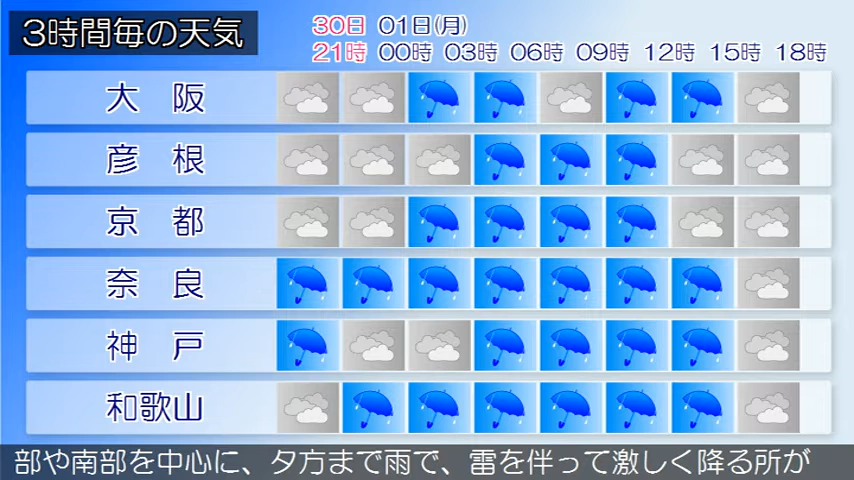 3時間毎の天気
30日 01日(月)
21時 00時 03時 06時 09時 12時 15時 18時
大阪
彦根
京都
奈良
神戸
和歌山
部や南部を中心に、夕方まで雨で、雷を伴って激しく降る所が